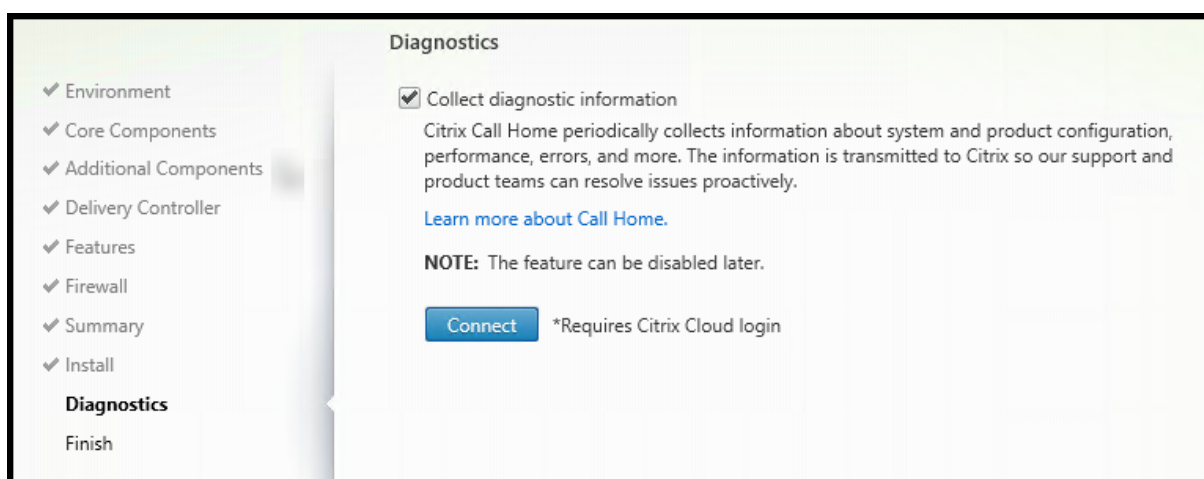 Diagnostics
Environment
Core Components
Additional Components
Delivery Controller
Features
Firewall
Summary
Install
Diagnostics
Finish
Collect diagnostic information
Citrix Call Home periodically collects information about system and product configuration,
performance, errors, and more. The information is transmitted to Citrix so our support and
product teams can resolve issues proactively.
Learn more about Call Home.
NOTE: The feature can be disabled later.
Connect *Requires Citrix Cloud login